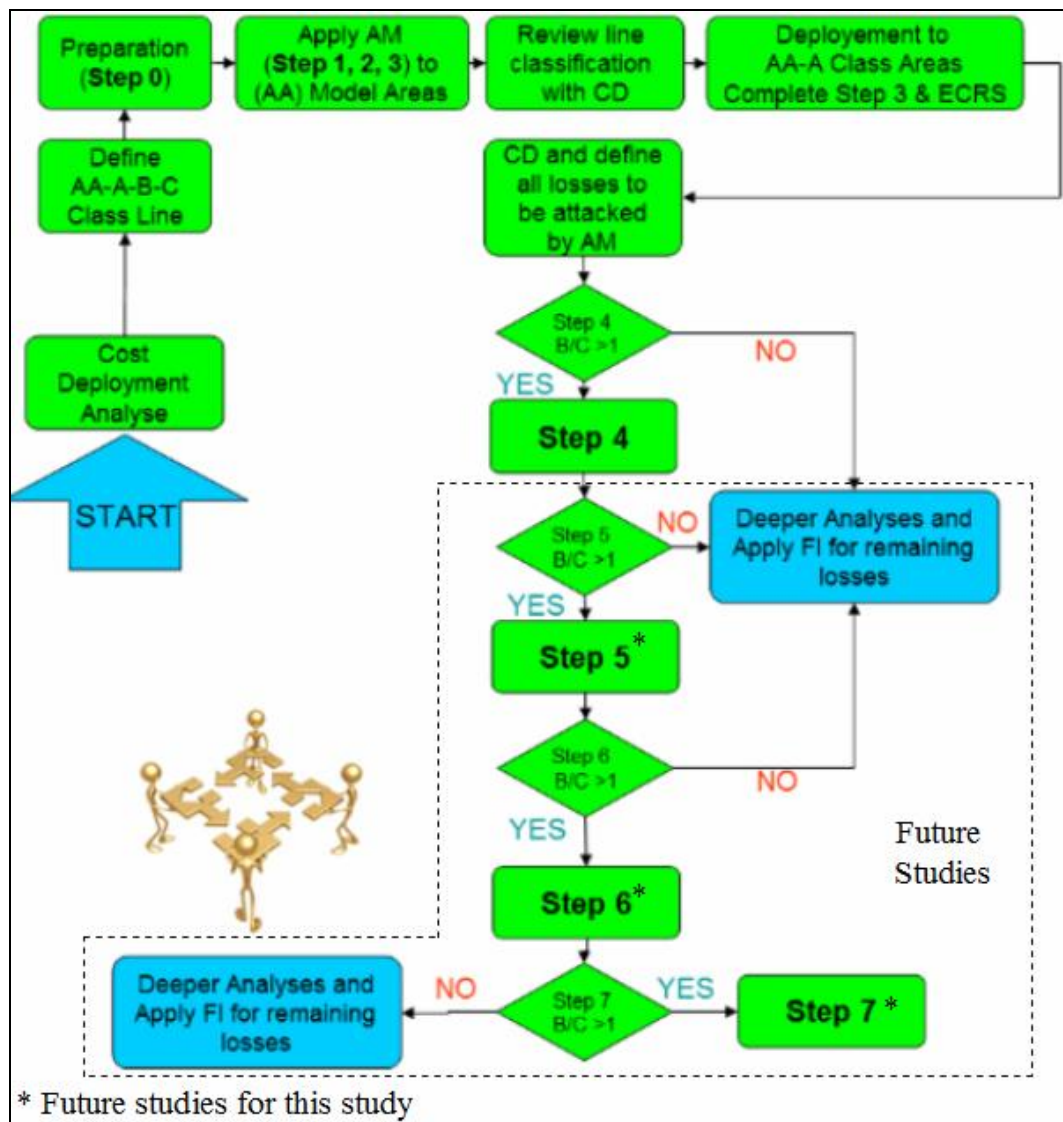 START
Cost
Deployment
Analyse
Define
AA-A-B-C
Class Line
Preparation
(Step 0)
Apply AM
(Step 1, 2, 3) to
(AA) Model Areas
Review line
classification
with CD
Deployement to
AA-A Class Areas
Complete Step 3 & ECRS
CD and define
all losses to
be attacked
by AM
Step 4
B/C >1
NO
YES
Step 4
Step 5
B/C >1
NO
Deeper Analyses and
Apply FI for remaining
losses
YES
Step 5*
Step 6
B/C >1
NO
YES
Future
Studies
Step 6*
Step 7
B/C >1
NO
Deeper Analyses and
Apply FI for remaining
losses
YES
Step 7 *
* Future studies for this study